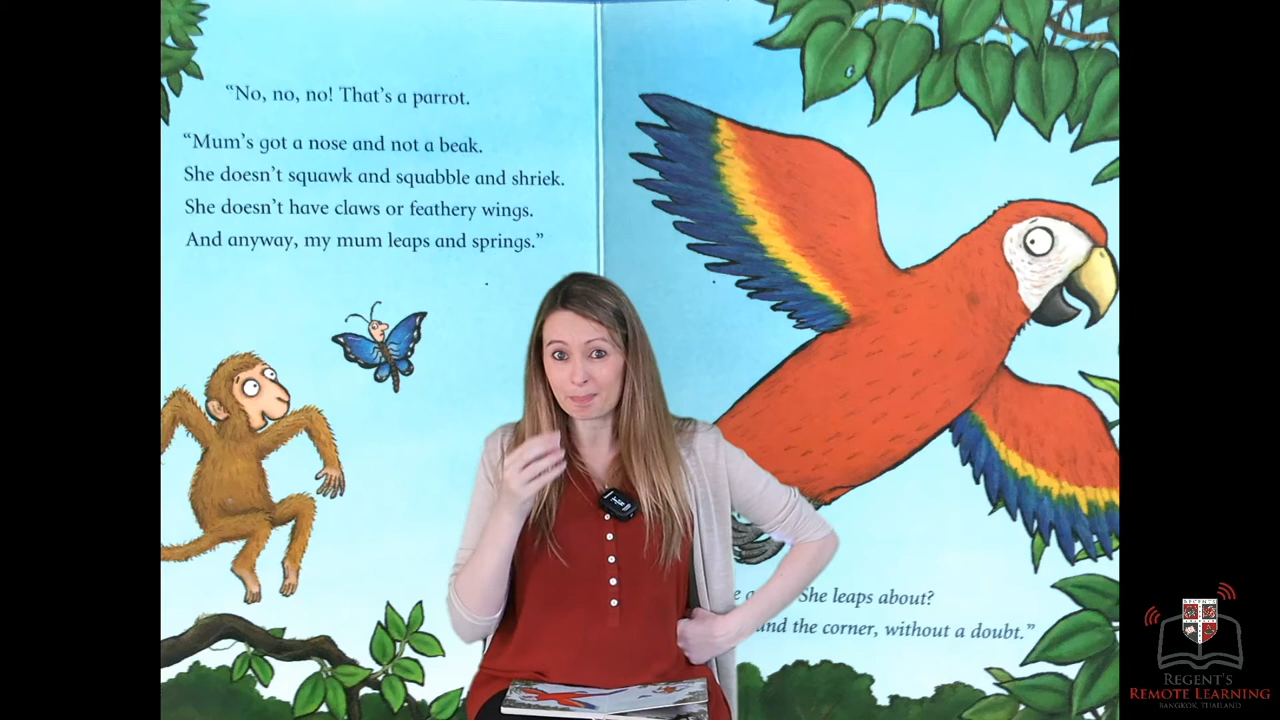 “No, no, no! That’s a parrot.
“Mum’s got a nose and not a beak.
She doesn’t squawk and squabble and shriek.
She doesn’t have claws or feathery wings.
And anyway, my mum leaps and springs.”
She leaps about?
the corner, without a doubt.”
REGENT'S
REMOTE LEARNING
BANGKOK, THAILAND